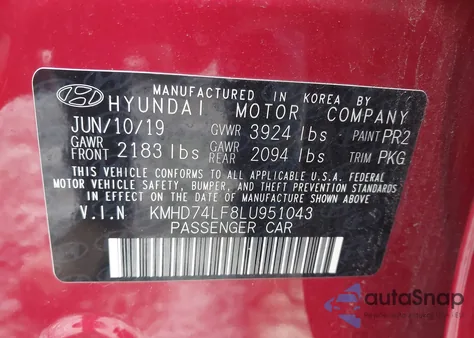 MANUFACTURED IN KOREA BY
HYUNDAI MOTOR COMPANY
JUN/10/19 GVWR 3924 lbs PAINT PR2
GAWR FRONT 2183 lbs GAWR REAR 2094 lbs TRIM PKG
THIS VEHICLE CONFORMS TO ALL APPLICABLE U.S.A. FEDERAL
MOTOR VEHICLE SAFETY, BUMPER, AND THEFT PREVENTION STANDARDS
IN EFFECT ON THE DATE OF MANUFACTURE SHOWN ABOVE.
V.I.N KMHD74LF8LU951043
PASSENGER CAR
autoSnap